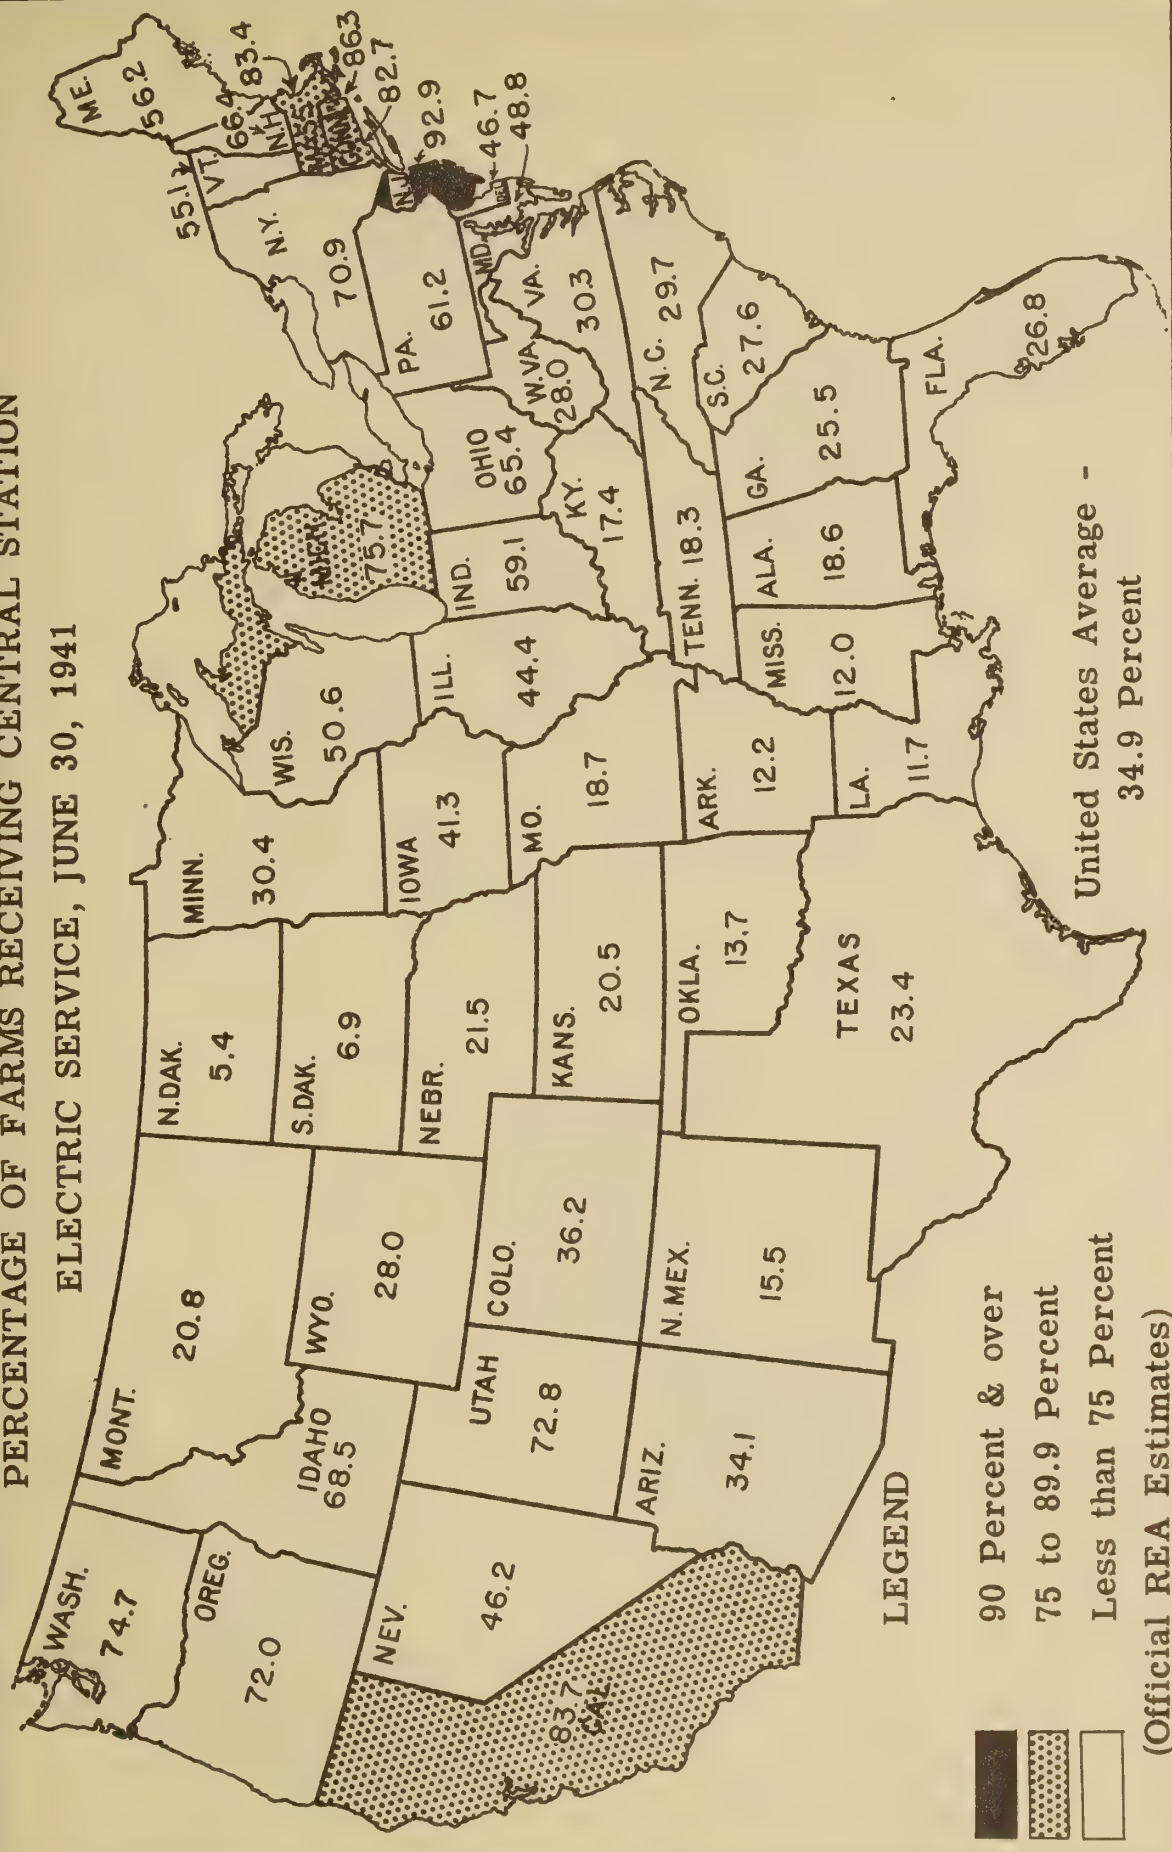 PERCENTAGE OF FARMS RECEIVING CENTRAL STATION
ELECTRIC SERVICE, JUNE 30, 1941
WASH.
74.7
OREG.
72.0
CAL
83.7
NEV.
46.2
IDAHO
68.5
MONT.
20.8
WYO.
28.0
UTAH
72.8
COLO.
36.2
ARIZ.
34.1
N.MEX.
15.5
N.DAK.
5.4
S.DAK.
6.9
NEBR.
21.5
KANS.
20.5
OKLA.
13.7
TEXAS
23.4
MINN.
30.4
IOWA
41.3
MO.
18.7
ARK.
12.2
LA.
11.7
WIS.
50.6
ILL.
44.4
MICH
75.7
IND.
59.1
OHIO
65.4
KY.
17.4
TENN. 18.3
MISS.
12.0
ALA.
18.6
GA.
25.5
FLA.
26.8
S.C.
27.6
N.C. 29.7
VA.
30.3
W.VA.
28.0
MD.
48.8
DEL
46.7
PA.
61.2
N.J.
92.9
N.Y.
70.9
CONN.
82.7
86.3
MASS
83.4
VT.
55.1
N.H.
66.4
ME.
56.2
United States Average -
34.9 Percent
LEGEND
90 Percent & over
75 to 89.9 Percent
Less than 75 Percent
(Official REA Estimates)